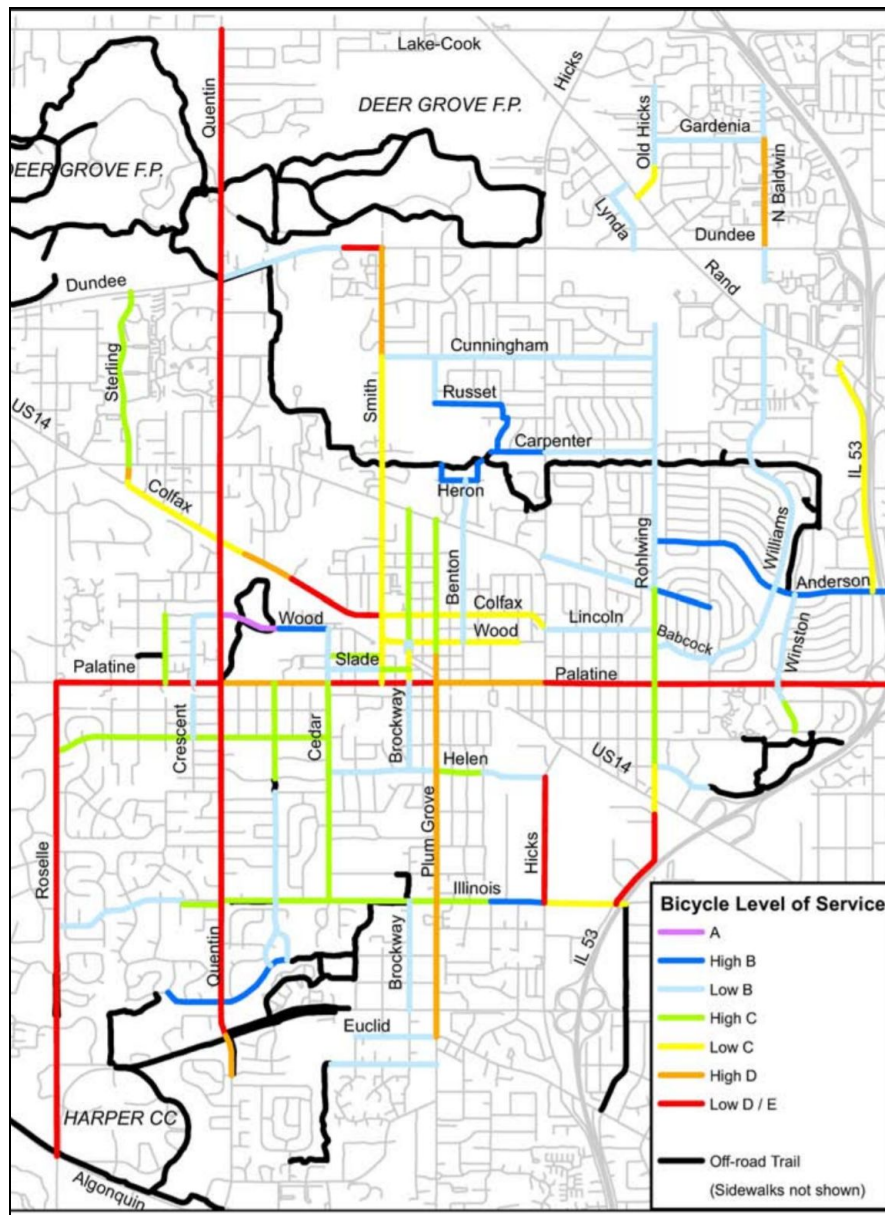 Lake-Cook
Hicks
Quentin
DEER GROVE F.P.
Old Hicks
Gardenia
DEER GROVE F.P.
N Baldwin
Lynda
Dundee
Rand
Dundee
Sterling
Cunningham
US14
Smith
Russet
Carpenter
IL 53
Heron
Colfax
Rohlwing
Williams
Benton
Anderson
Colfax
Wood
Lincoln
Wood
Babcock
Slade
Winston
Palatine
Palatine
Crescent
Cedar
Brockway
US14
Helen
Plum Grove
Roselle
Hicks
Illinois
Quentin
Brockway
IL 53
Euclid
HARPER CC
Algonquin
Bicycle Level of Service
A
High B
Low B
High C
Low C
High D
Low D / E
Off-road Trail
(Sidewalks not shown)